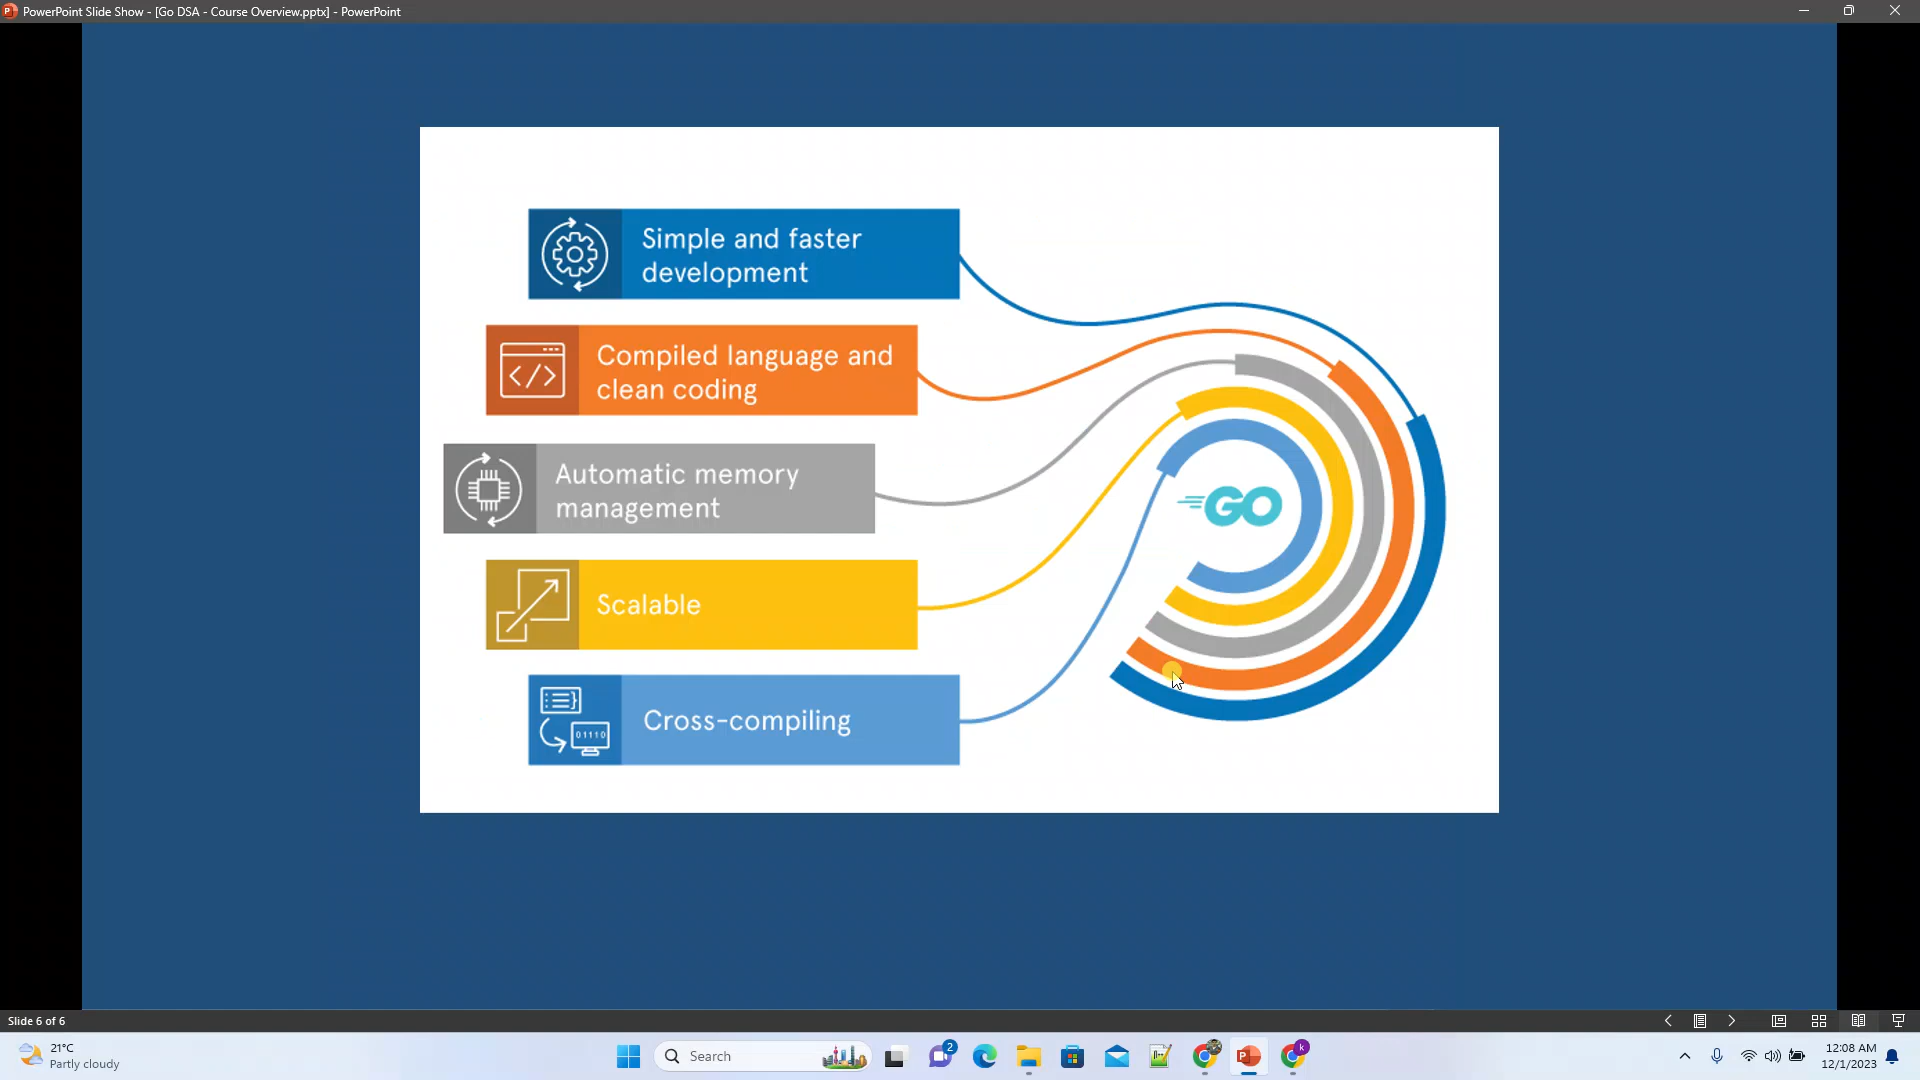 PowerPoint Slide Show - [Go DSA - Course Overview.pptx] - PowerPoint
Simple and faster
development
Compiled language and
clean coding
Automatic memory
management
GO
Scalable
Cross-compiling
01110
Slide 6 of 6
21°C
Partly cloudy
Search
2
k
12:08 AM
12/1/2023